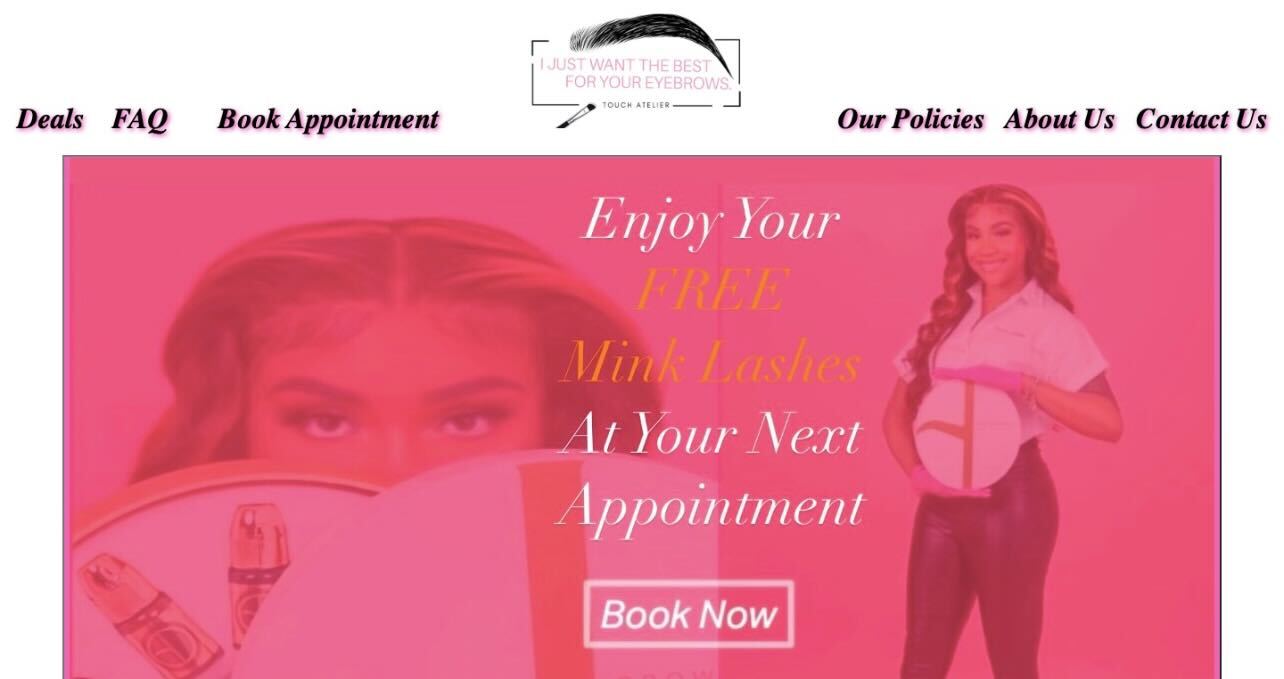 I JUST WANT THE BEST
FOR YOUR EYEBROWS.
TOUCH ATELIER
Deals FAQ Book Appointment Our Policies About Us Contact Us
Enjoy Your
FREE
Mink Lashes
At Your Next
Appointment
Book Now